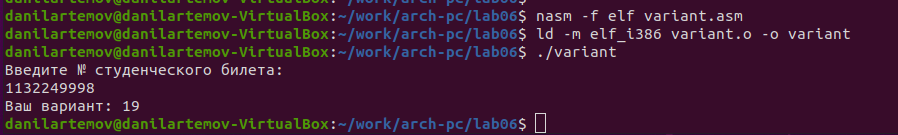 danilartemov@danilartemov-VirtualBox:~/work/arch-pc/lab06$ nasm -f elf variant.asm
danilartemov@danilartemov-VirtualBox:~/work/arch-pc/lab06$ ld -m elf_i386 variant.o -o variant
danilartemov@danilartemov-VirtualBox:~/work/arch-pc/lab06$ ./variant
Введите № студенческого билета:
1132249998
Ваш вариант: 19
danilartemov@danilartemov-VirtualBox:~/work/arch-pc/lab06$